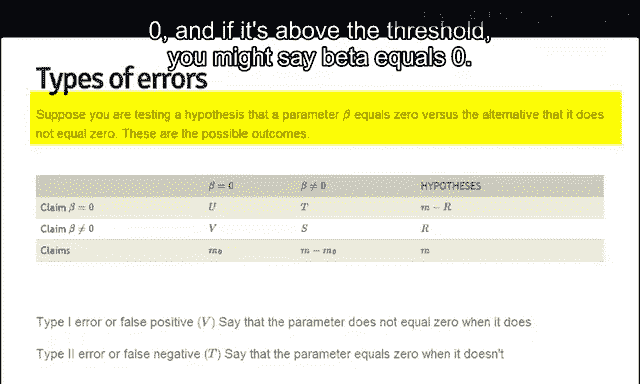 0, and if it's above the threshold,
you might say beta equals 0.
Types of errors
Suppose you are testing a hypothesis that a parameter β equals zero versus the alternative that it does
not equal zero. These are the possible outcomes.
β = 0 β ≠ 0 HYPOTHESES
Claim β = 0 U T m − R
Claim β ≠ 0 V S R
Claims m₀ m − m₀ m
Type I error or false positive (V) Say that the parameter does not equal zero when it does
Type II error or false negative (T) Say that the parameter equals zero when it doesn't